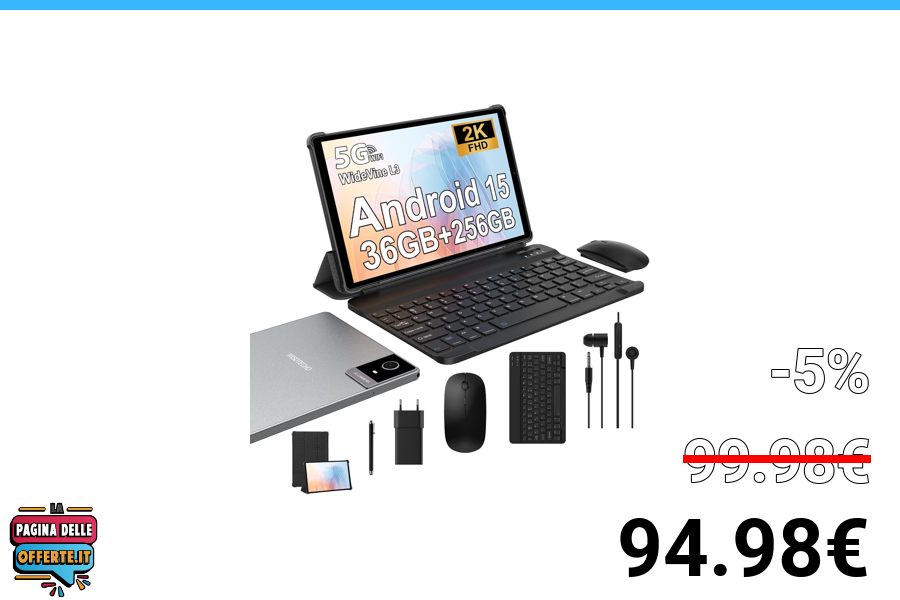 2K
FHD
5G
WiFi
WideVine L3
Android 15
36GB+256GB
-5%
99.98€
94.98€
LA
PAGINA DELLE
OFFERTE.IT